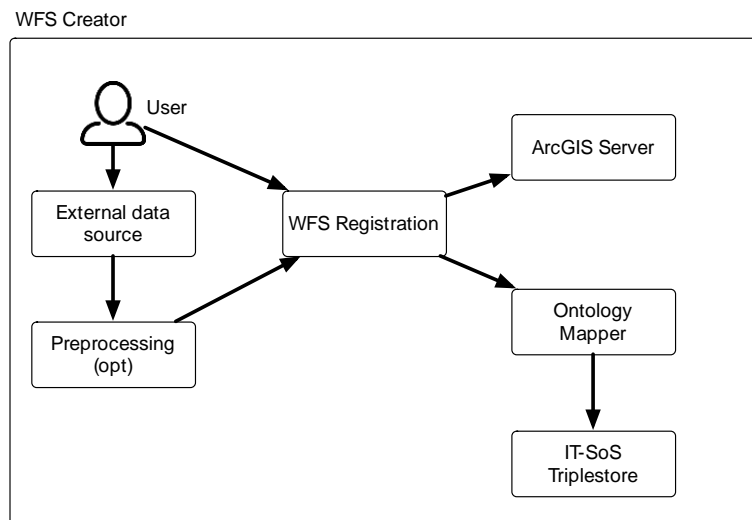 WFS Creator
User
External data
source
Preprocessing
(opt)
WFS Registration
ArcGIS Server
Ontology
Mapper
IT-SoS
Triplestore